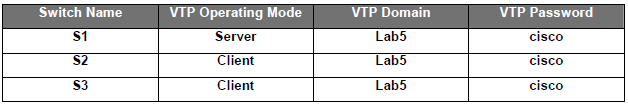 Switch Name VTP Operating Mode VTP Domain VTP Password
S1 Server Lab5 cisco
S2 Client Lab5 cisco
S3 Client Lab5 cisco